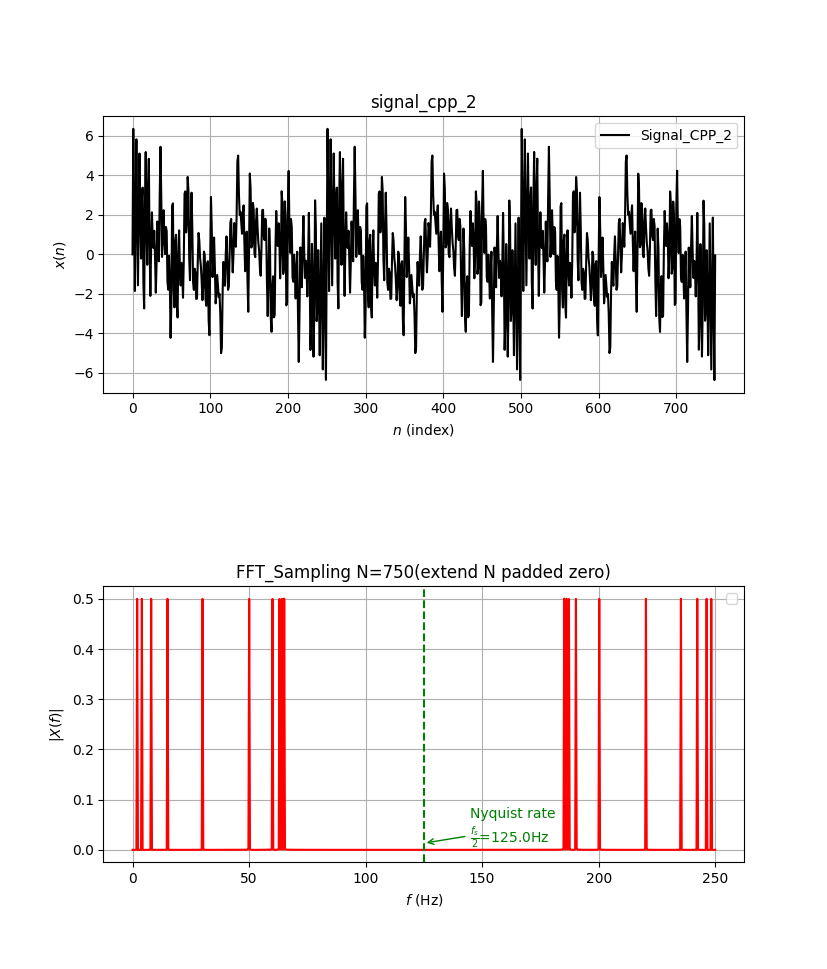 signal_cpp_2
Signal_CPP_2
x(n)
6
4
2
0
−2
−4
−6
0 100 200 300 400 500 600 700
n (index)
FFT_Sampling N=750(extend N padded zero)
|X(f)|
0.5
0.4
0.3
0.2
0.1
0.0
Nyquist rate
fs/2=125.0Hz
0 50 100 150 200 250
f (Hz)